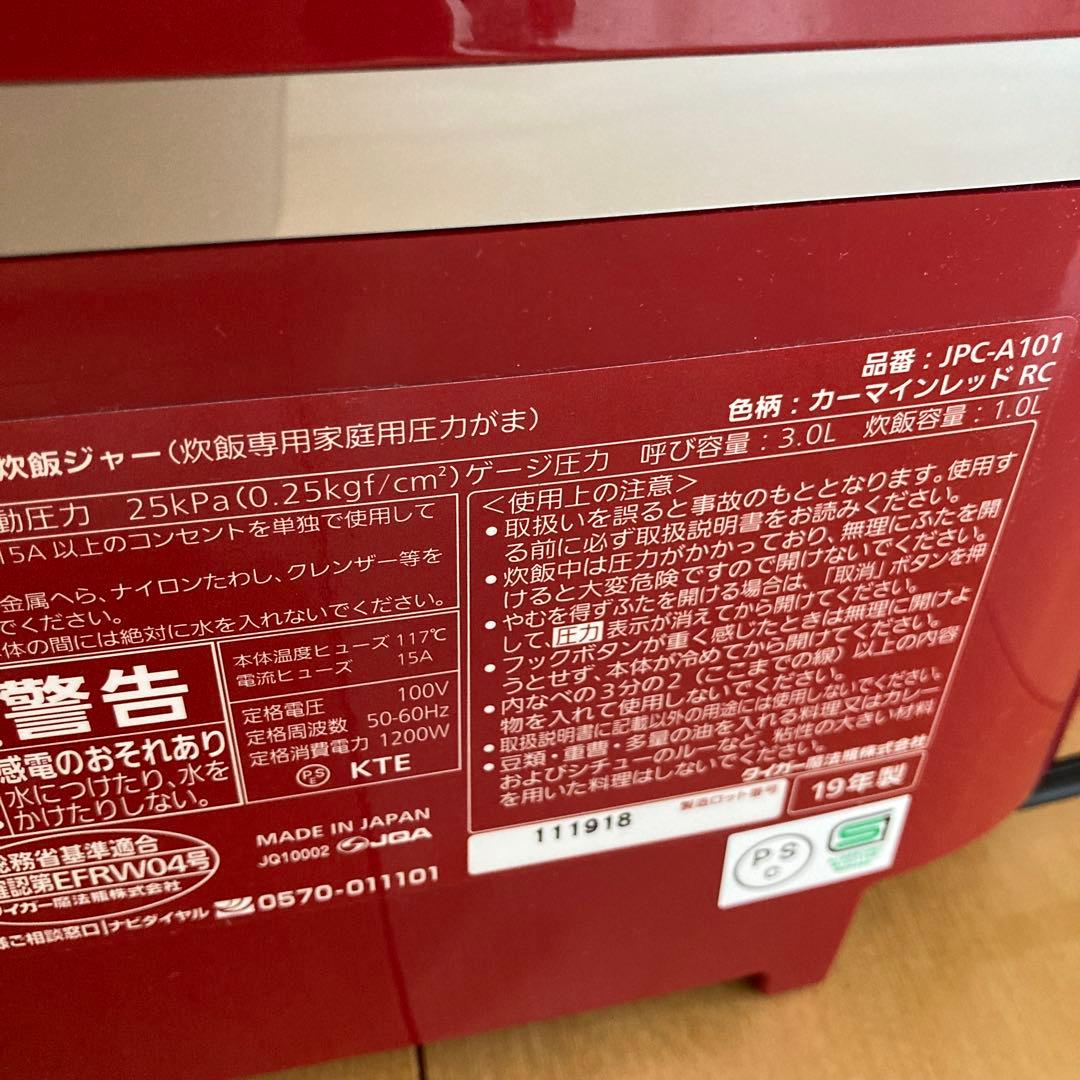 品番：JPC-A101
色柄：カーマインレッド RC
炊飯ジャー（炊飯専用家庭用圧力がま）
動圧力 25kPa(0.25kgf/cm²)ゲージ圧力 呼び容量：3.0L 炊飯容量：1.0L
15A 以上のコンセントを単独で使用して
金属へら、ナイロンたわし、クレンザー等を
でください。
体の間には絶対に水を入れないでください。
警告
感電のおそれあり
水につけたり、水を
かけたりしない。
本体温度ヒューズ 117℃
電流ヒューズ 15A
定格電圧 100V
定格周波数 50-60Hz
定格消費電力 1200W
PSE KTE
＜使用上の注意＞
●取扱いを誤ると事故のもととなります。使用す
る前に必ず取扱説明書をお読みください。
●炊飯中は圧力がかかっており、無理にふたを開
けると大変危険ですので開けないでください。
●やむを得ずふたを開ける場合は、「取消」ボタンを押
して、圧力表示が消えてから開けてください。
●フックボタンが重く感じたときは無理に開けよ
うとせず、本体が冷めてから開けてください。
●内なべの3分の2（ここまでの線）以上の内容
物を入れて使用しないでください。
●取扱説明書に記載以外の用途には使用しないでください。
●豆類・重曹・多量の油を入れる料理又はカレー
およびシチューのルーなど、粘性の大きい材料
を用いた料理はしないでください。
タイガー魔法瓶株式会社
製造ロット番号
19年製
111918
PSC
S
MADE IN JAPAN
JQ10002 JQA
総務省基準適合
確認第EFRW04号
タイガー魔法瓶株式会社
様ご相談窓口|ナビダイヤル 0570-011101